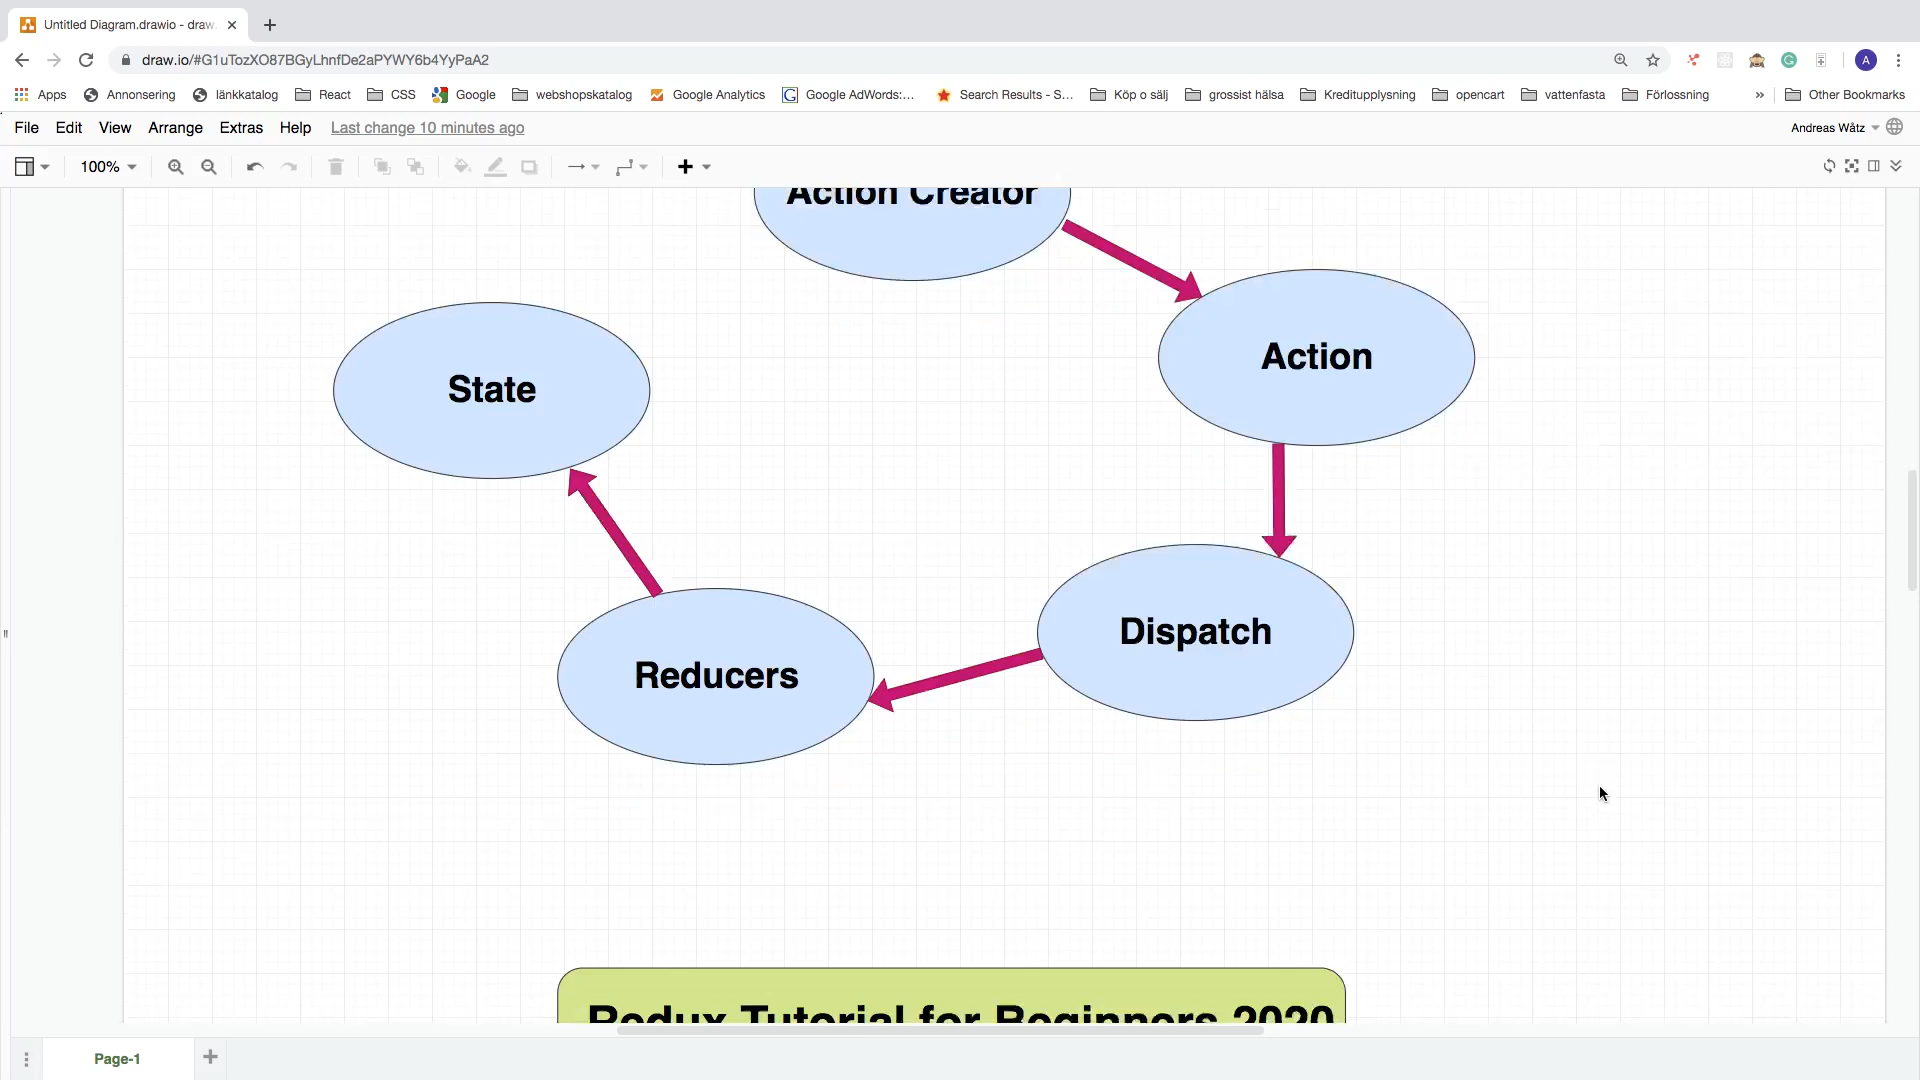 Untitled Diagram.drawio - draw.
draw.io/#G1uTozXO87BGyLhnfDe2aPYWY6b4YyPaA2
A
Apps Annonsering länkkatalog React CSS Google webshopskatalog Google Analytics Google AdWords:... Search Results - S... Köp o sälj grossist hälsa Kreditupplysning opencart vattenfasta Förlossning » Other Bookmarks
File Edit View Arrange Extras Help Last change 10 minutes ago Andreas Wåtz
100%
Action Creator
Action
State
Dispatch
Reducers
Redux Tutorial for Beginners 2020
Page-1